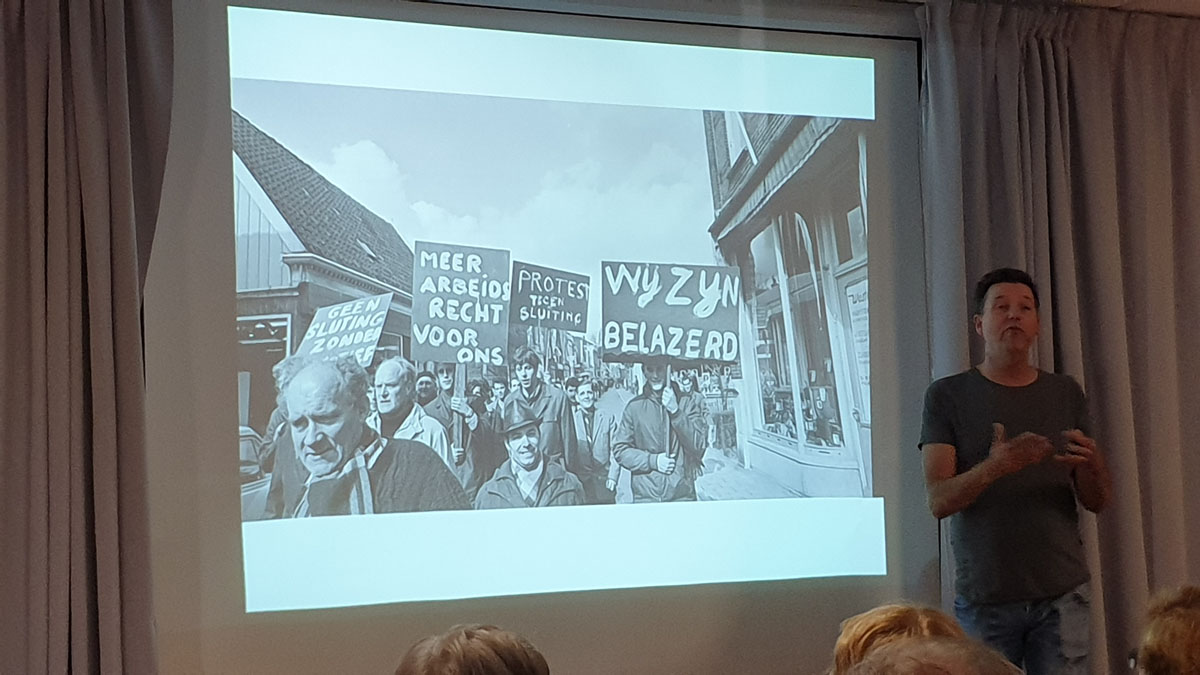 GEEN
SLUITING
ZONDER
MEER
ARBEIDS
RECHT
VOOR
ONS
PROTEST
TEGEN
SLUITING
WY ZYN
BELAZERD